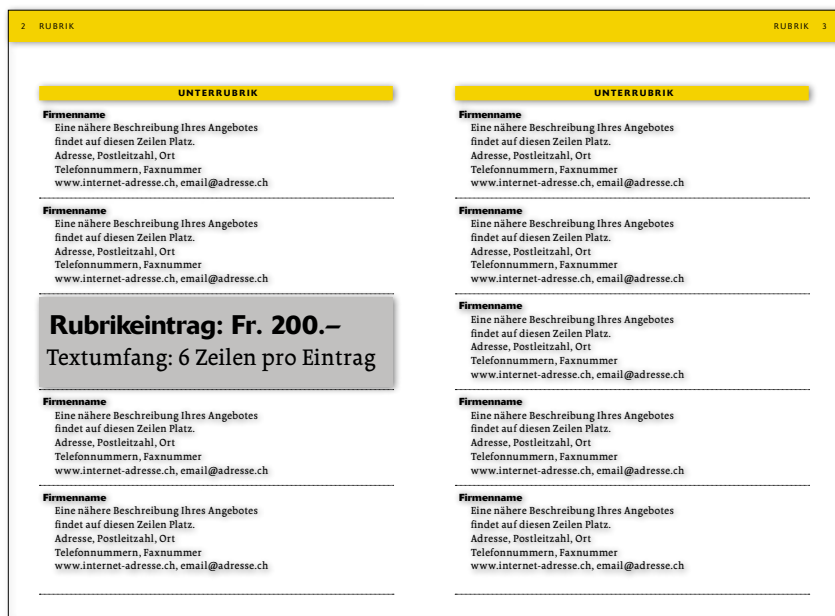 2 RUBRIK
RUBRIK 3
UNTERRUBRIK
Firmenname
Eine nähere Beschreibung Ihres Angebotes
findet auf diesen Zeilen Platz.
Adresse, Postleitzahl, Ort
Telefonnummern, Faxnummer
www.internet-adresse.ch, email@adresse.ch
Firmenname
Eine nähere Beschreibung Ihres Angebotes
findet auf diesen Zeilen Platz.
Adresse, Postleitzahl, Ort
Telefonnummern, Faxnummer
www.internet-adresse.ch, email@adresse.ch
Rubrikeintrag: Fr. 200.–
Textumfang: 6 Zeilen pro Eintrag
Firmenname
Eine nähere Beschreibung Ihres Angebotes
findet auf diesen Zeilen Platz.
Adresse, Postleitzahl, Ort
Telefonnummern, Faxnummer
www.internet-adresse.ch, email@adresse.ch
Firmenname
Eine nähere Beschreibung Ihres Angebotes
findet auf diesen Zeilen Platz.
Adresse, Postleitzahl, Ort
Telefonnummern, Faxnummer
www.internet-adresse.ch, email@adresse.ch
UNTERRUBRIK
Firmenname
Eine nähere Beschreibung Ihres Angebotes
findet auf diesen Zeilen Platz.
Adresse, Postleitzahl, Ort
Telefonnummern, Faxnummer
www.internet-adresse.ch, email@adresse.ch
Firmenname
Eine nähere Beschreibung Ihres Angebotes
findet auf diesen Zeilen Platz.
Adresse, Postleitzahl, Ort
Telefonnummern, Faxnummer
www.internet-adresse.ch, email@adresse.ch
Firmenname
Eine nähere Beschreibung Ihres Angebotes
findet auf diesen Zeilen Platz.
Adresse, Postleitzahl, Ort
Telefonnummern, Faxnummer
www.internet-adresse.ch, email@adresse.ch
Firmenname
Eine nähere Beschreibung Ihres Angebotes
findet auf diesen Zeilen Platz.
Adresse, Postleitzahl, Ort
Telefonnummern, Faxnummer
www.internet-adresse.ch, email@adresse.ch
Firmenname
Eine nähere Beschreibung Ihres Angebotes
findet auf diesen Zeilen Platz.
Adresse, Postleitzahl, Ort
Telefonnummern, Faxnummer
www.internet-adresse.ch, email@adresse.ch